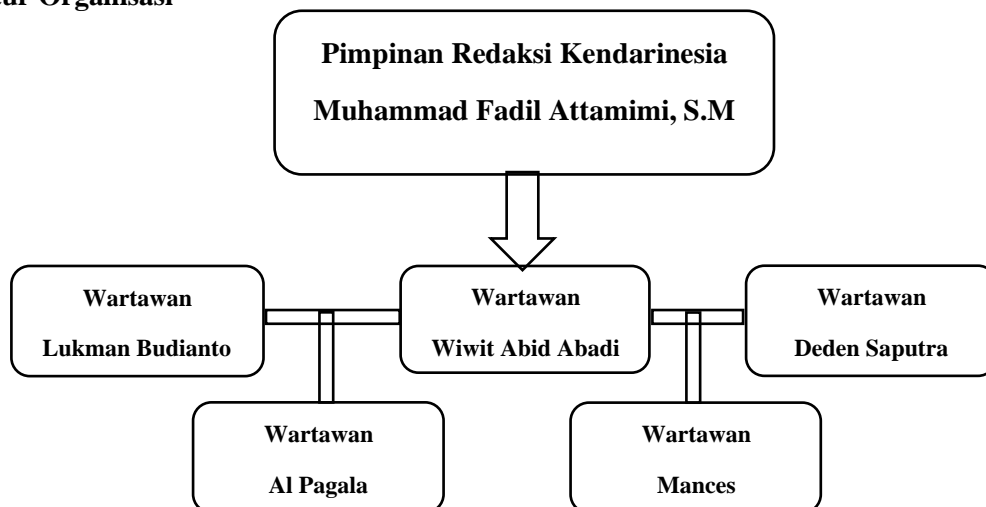 Organisasi
Pimpinan Redaksi Kendarinesia
Muhammad Fadil Attamimi, S.M
Wartawan
Lukman Budianto
Wartawan
Wiwit Abid Abadi
Wartawan
Deden Saputra
Wartawan
Al Pagala
Wartawan
Mances